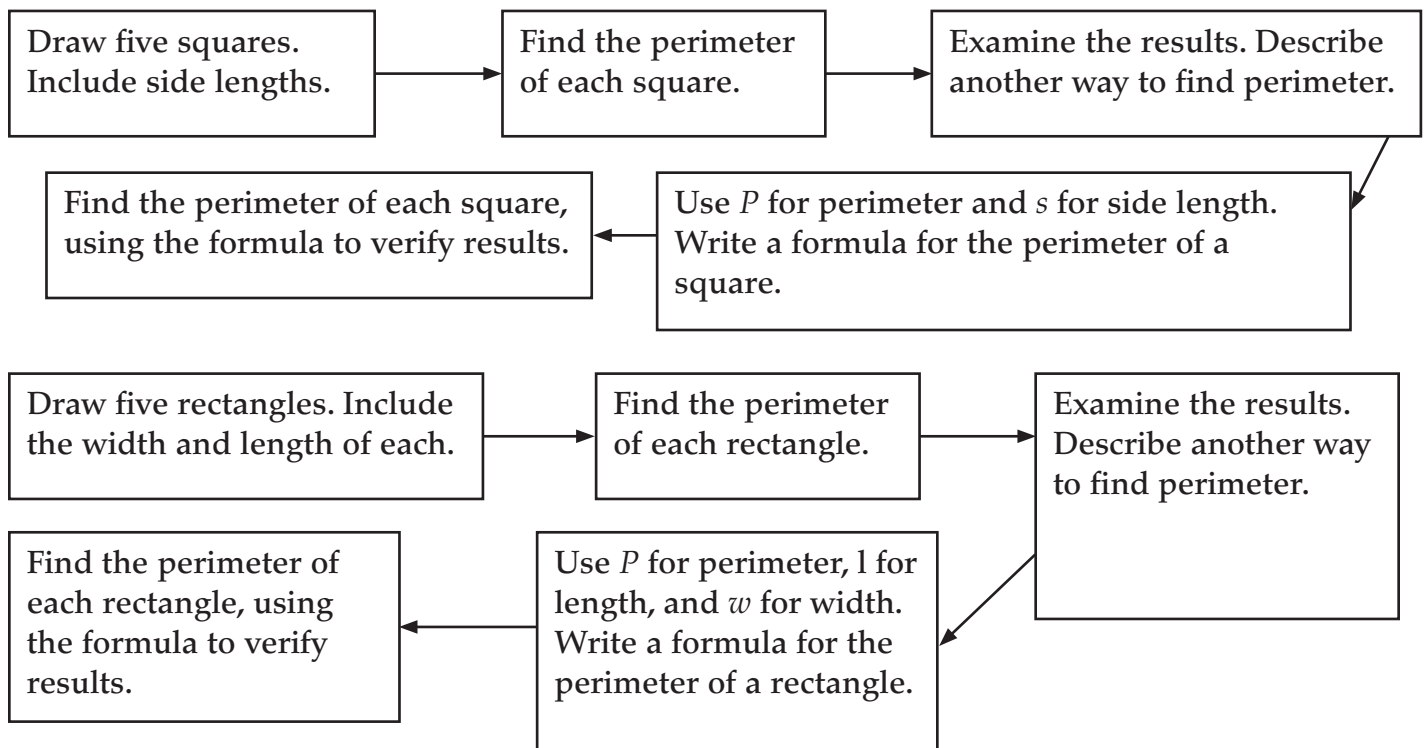 Draw five squares.
Include side lengths.
Find the perimeter
of each square.
Examine the results. Describe
another way to find perimeter.
Use P for perimeter and s for side length.
Write a formula for the perimeter of a
square.
Find the perimeter of each square,
using the formula to verify results.
Draw five rectangles. Include
the width and length of each.
Find the perimeter
of each rectangle.
Examine the results.
Describe another way
to find perimeter.
Use P for perimeter, l for
length, and w for width.
Write a formula for the
perimeter of a rectangle.
Find the perimeter of
each rectangle, using
the formula to verify
results.